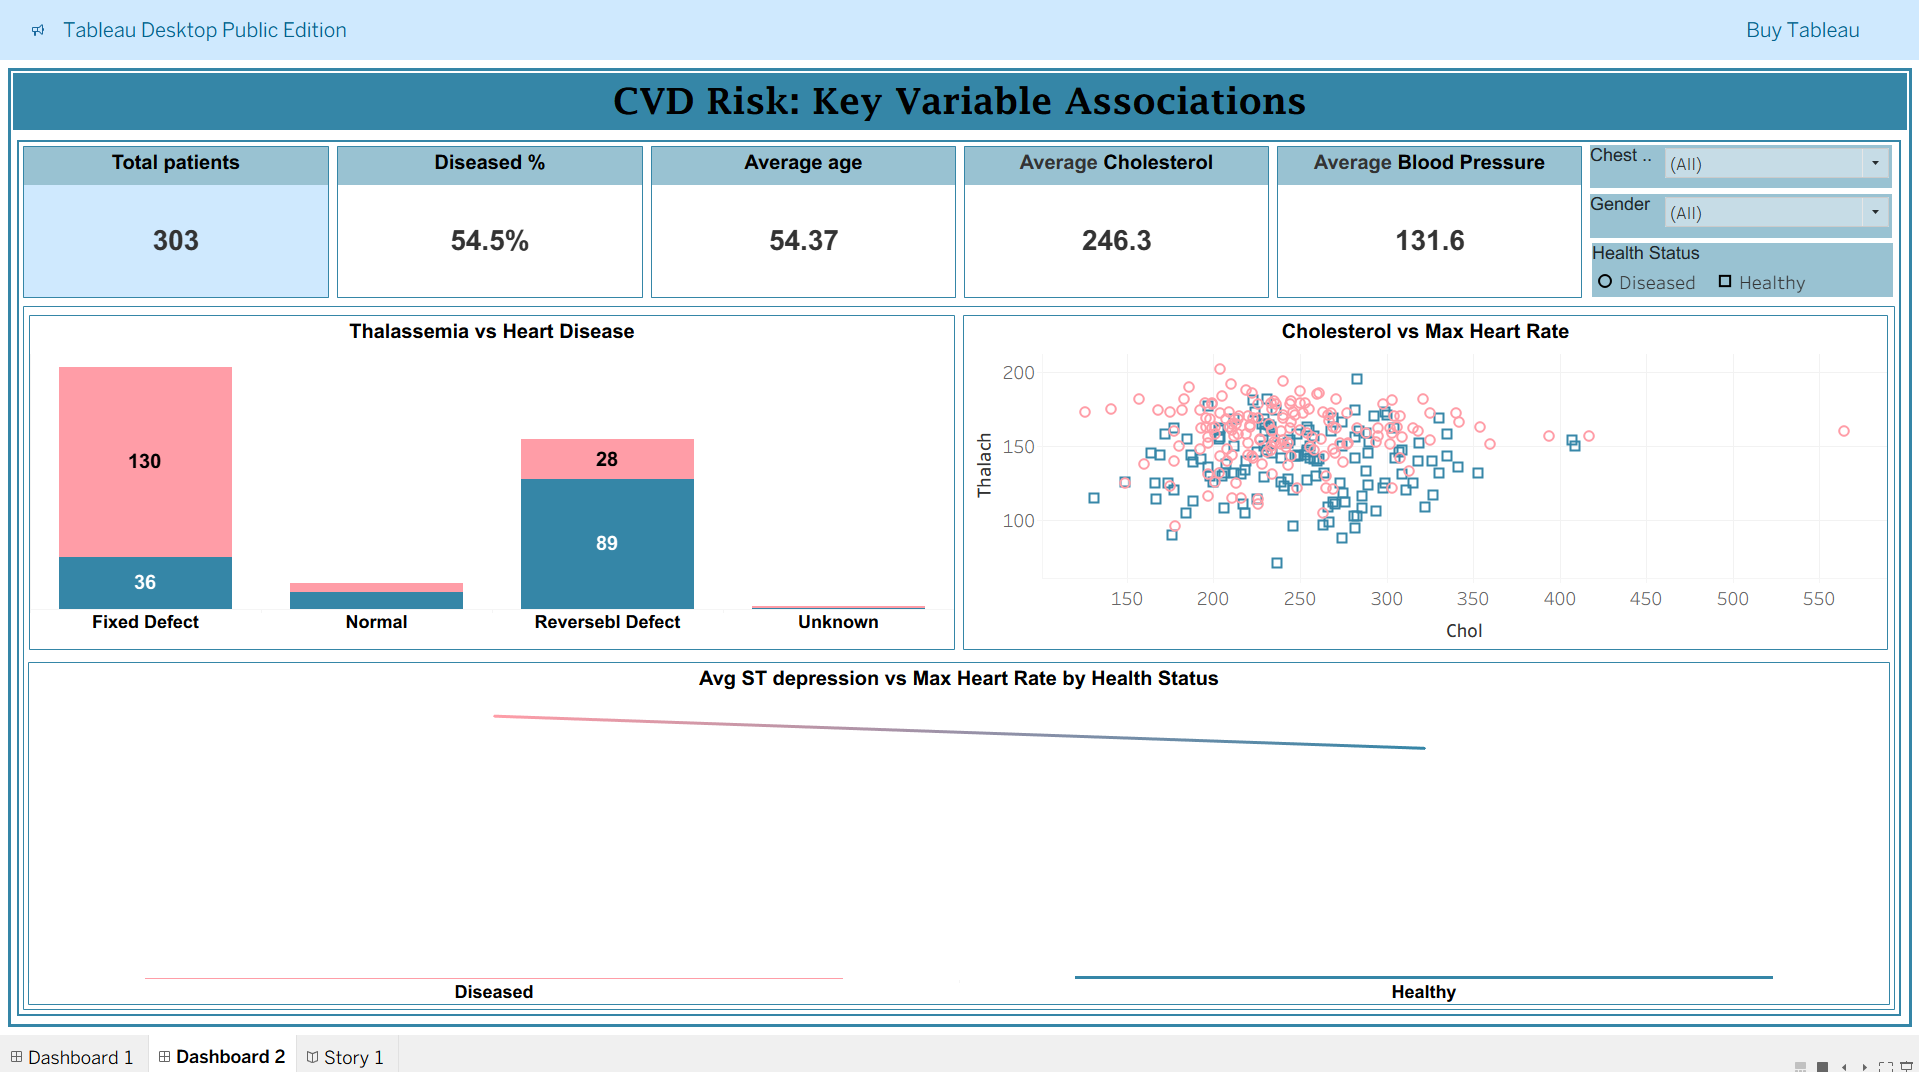 Tableau Desktop Public Edition
Buy Tableau
CVD Risk: Key Variable Associations
Total patients
303
Diseased %
54.5%
Average age
54.37
Average Cholesterol
246.3
Average Blood Pressure
131.6
Chest ..
(All)
Gender
(All)
Health Status
Diseased
Healthy
Thalassemia vs Heart Disease
130
36
28
89
Fixed Defect
Normal
Reversebl Defect
Unknown
Cholesterol vs Max Heart Rate
Thalach
200
150
100
150 200 250 300 350 400 450 500 550
Chol
Avg ST depression vs Max Heart Rate by Health Status
Diseased
Healthy
Dashboard 1
Dashboard 2
Story 1